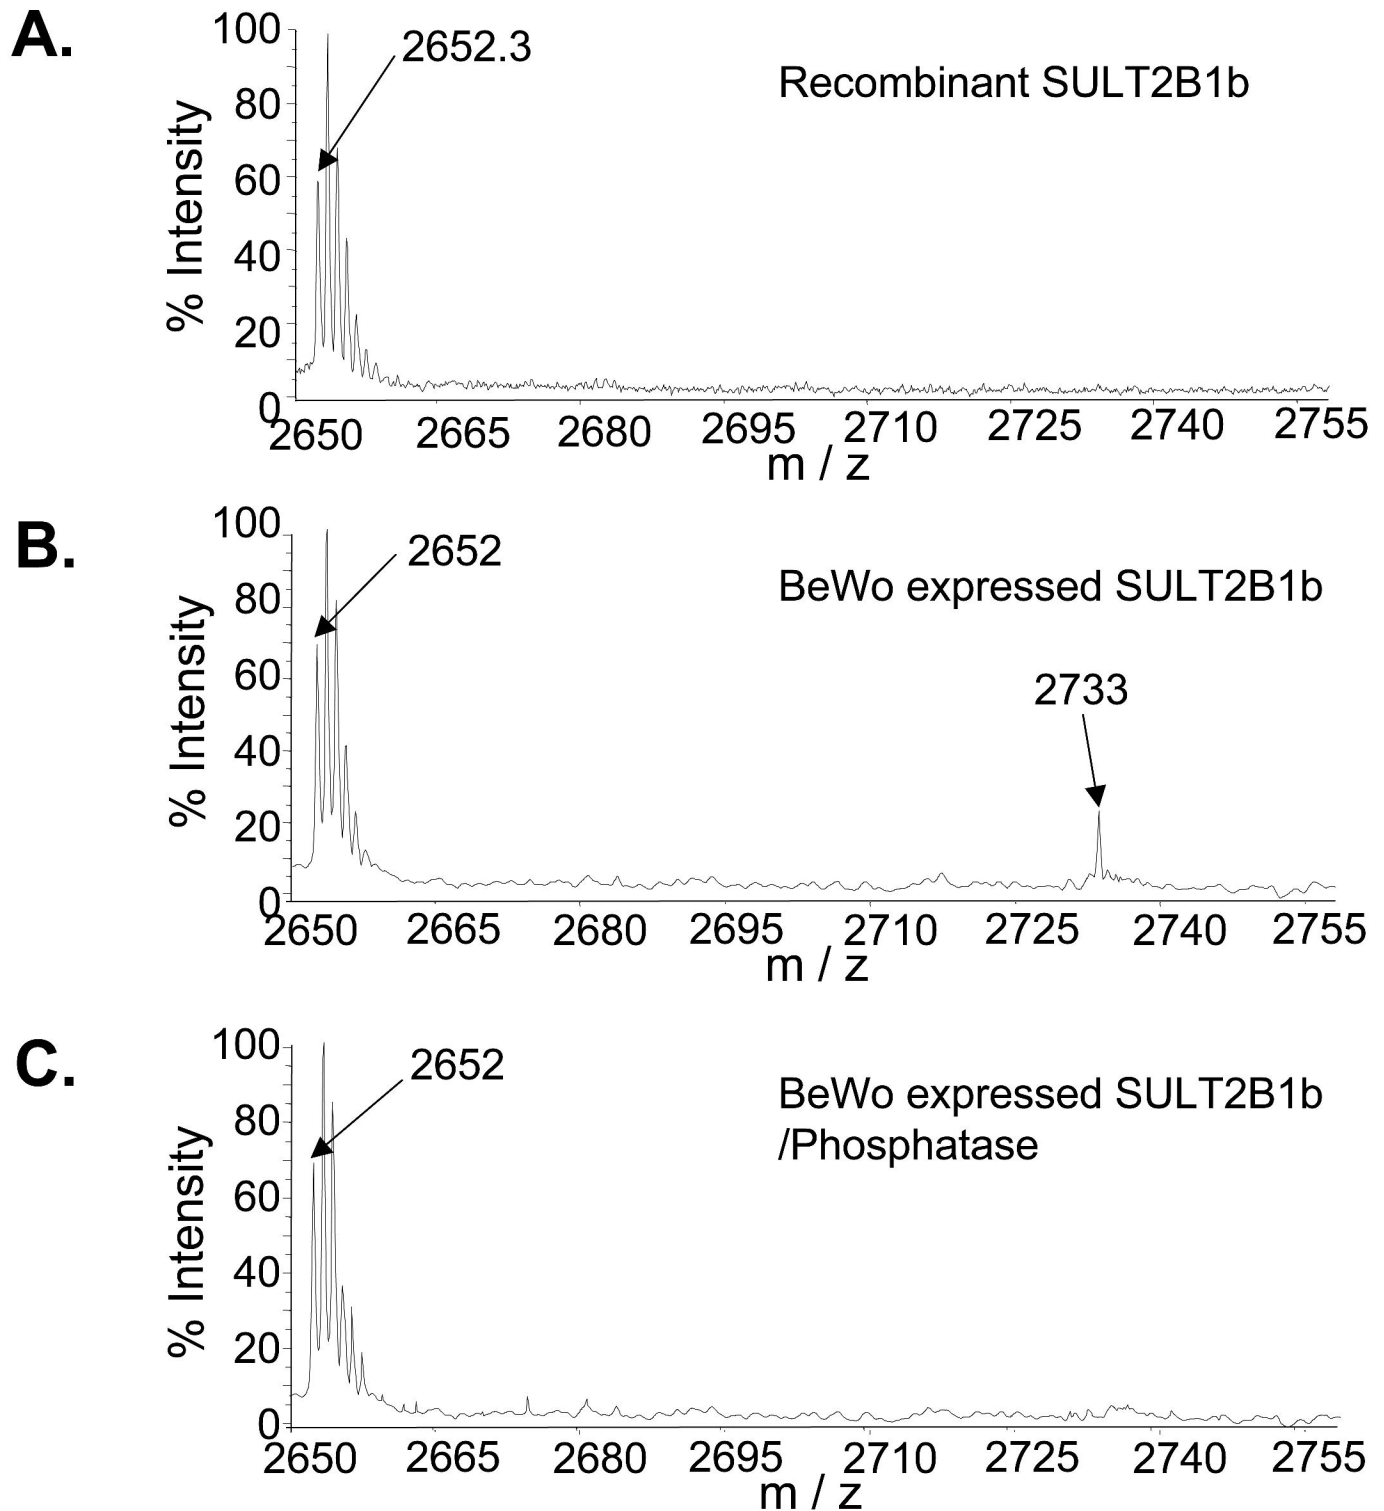 A.
2652.3
Recombinant SULT2B1b
% Intensity
100
80
60
40
20
0
2650 2665 2680 2695 2710 2725 2740 2755
m / z
B.
2652
BeWo expressed SULT2B1b
2733
% Intensity
100
80
60
40
20
0
2650 2665 2680 2695 2710 2725 2740 2755
m / z
C.
2652
BeWo expressed SULT2B1b
/Phosphatase
% Intensity
100
80
60
40
20
0
2650 2665 2680 2695 2710 2725 2740 2755
m / z